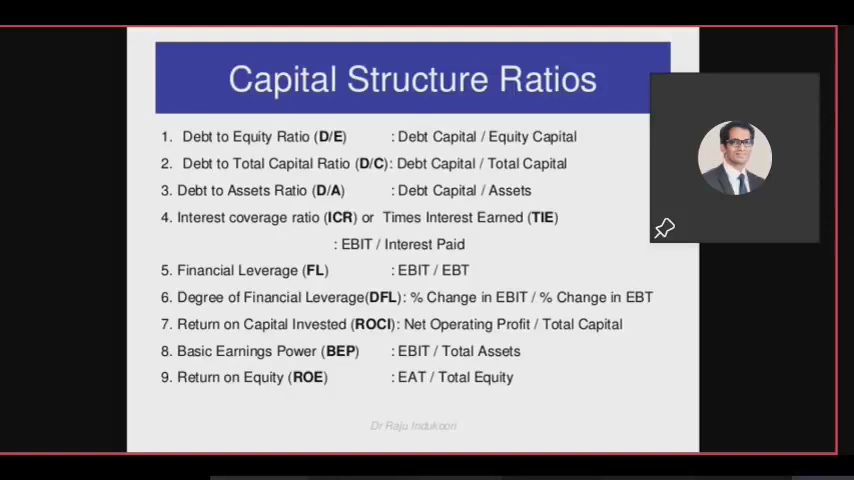 Capital Structure Ratios
1. Debt to Equity Ratio (D/E) : Debt Capital / Equity Capital
2. Debt to Total Capital Ratio (D/C): Debt Capital / Total Capital
3. Debt to Assets Ratio (D/A) : Debt Capital / Assets
4. Interest coverage ratio (ICR) or Times Interest Earned (TIE)
: EBIT / Interest Paid
5. Financial Leverage (FL) : EBIT / EBT
6. Degree of Financial Leverage(DFL): % Change in EBIT / % Change in EBT
7. Return on Capital Invested (ROCI): Net Operating Profit / Total Capital
8. Basic Earnings Power (BEP) : EBIT / Total Assets
9. Return on Equity (ROE) : EAT / Total Equity
Dr Raju Indukoori